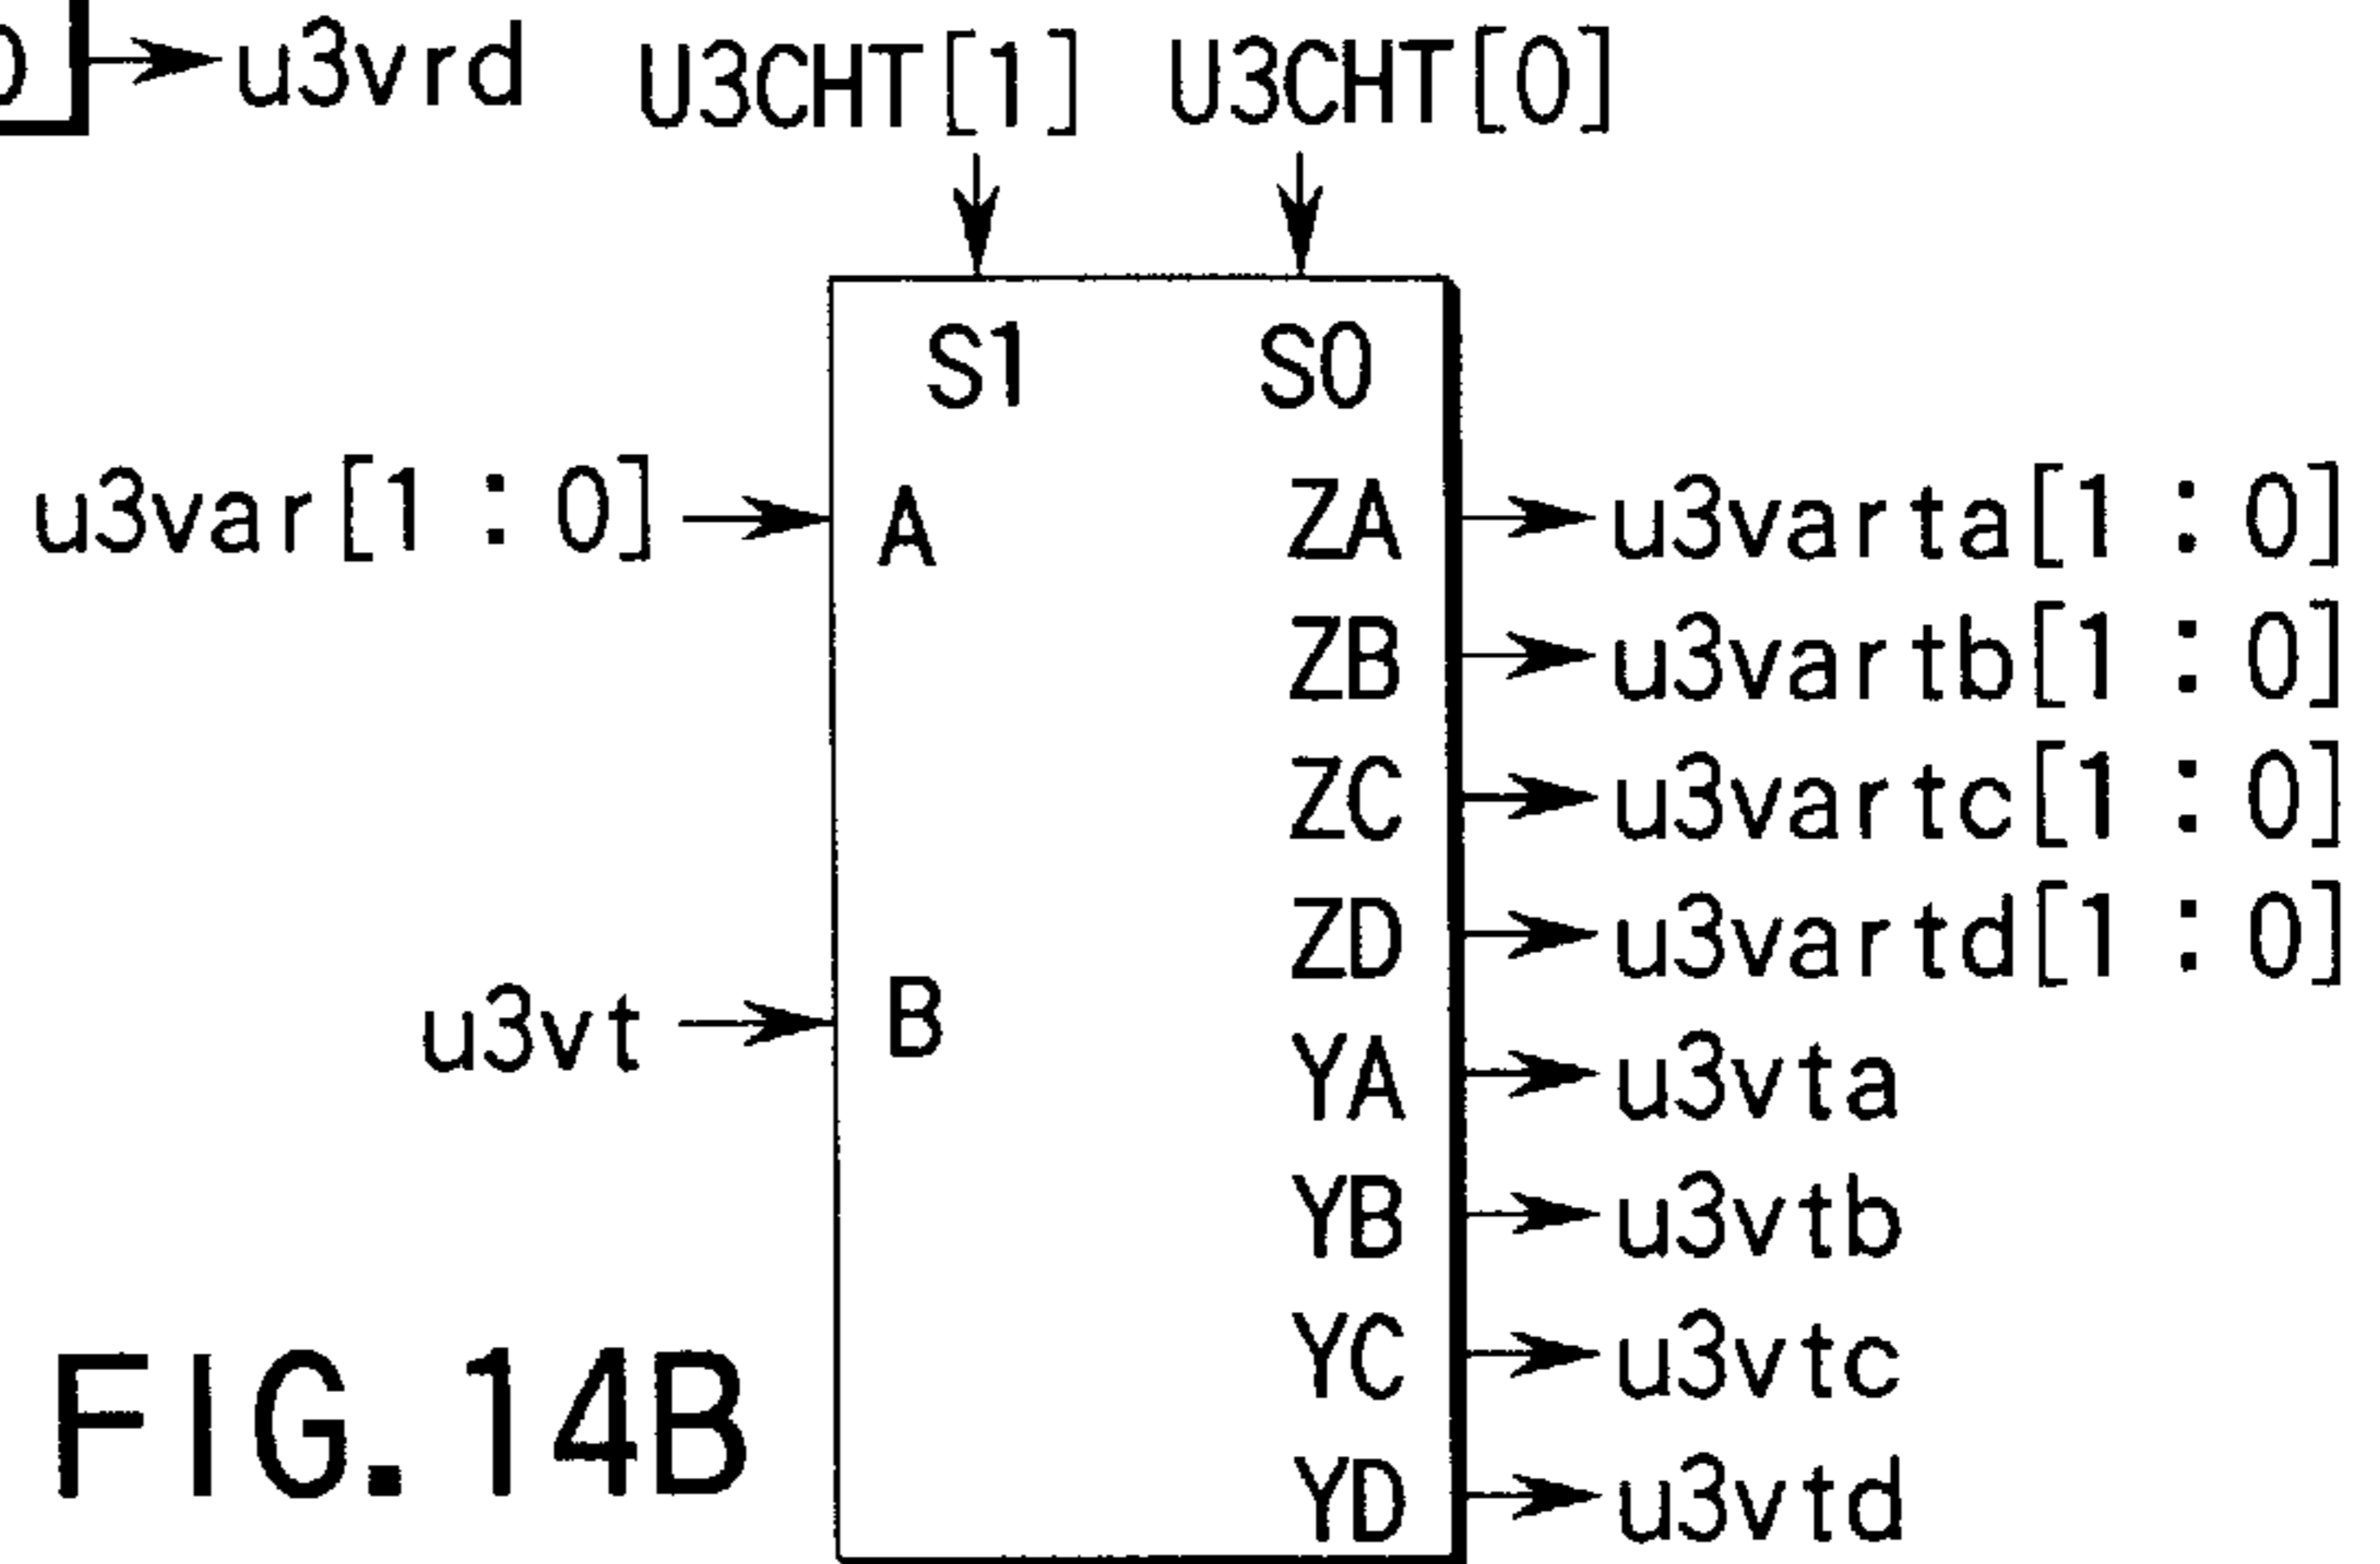 u3vrd U3CHT[1] U3CHT[0]
S1 S0
u3var[1:0] A ZA u3varta[1:0]
ZB u3vartb[1:0]
ZC u3vartc[1:0]
ZD u3vartd[1:0]
u3vt B
YA u3vta
YB u3vtb
YC u3vtc
YD u3vtd
FIG. 14B